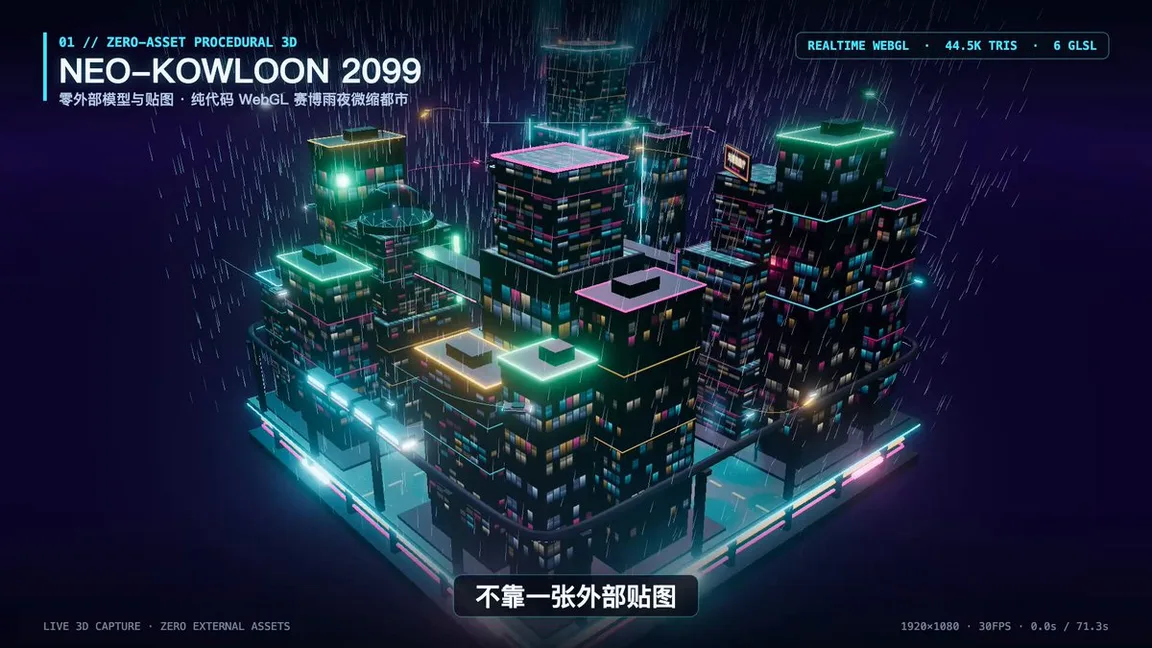 01 // ZERO-ASSET PROCEDURAL 3D
NEO-KOWLOON 2099
零外部模型与贴图 · 纯代码 WebGL 赛博雨夜微缩都市
REALTIME WEBGL · 44.5K TRIS · 6 GLSL
不靠一张外部贴图
LIVE 3D CAPTURE · ZERO EXTERNAL ASSETS
1920×1080 · 30FPS · 0.0s / 71.3s